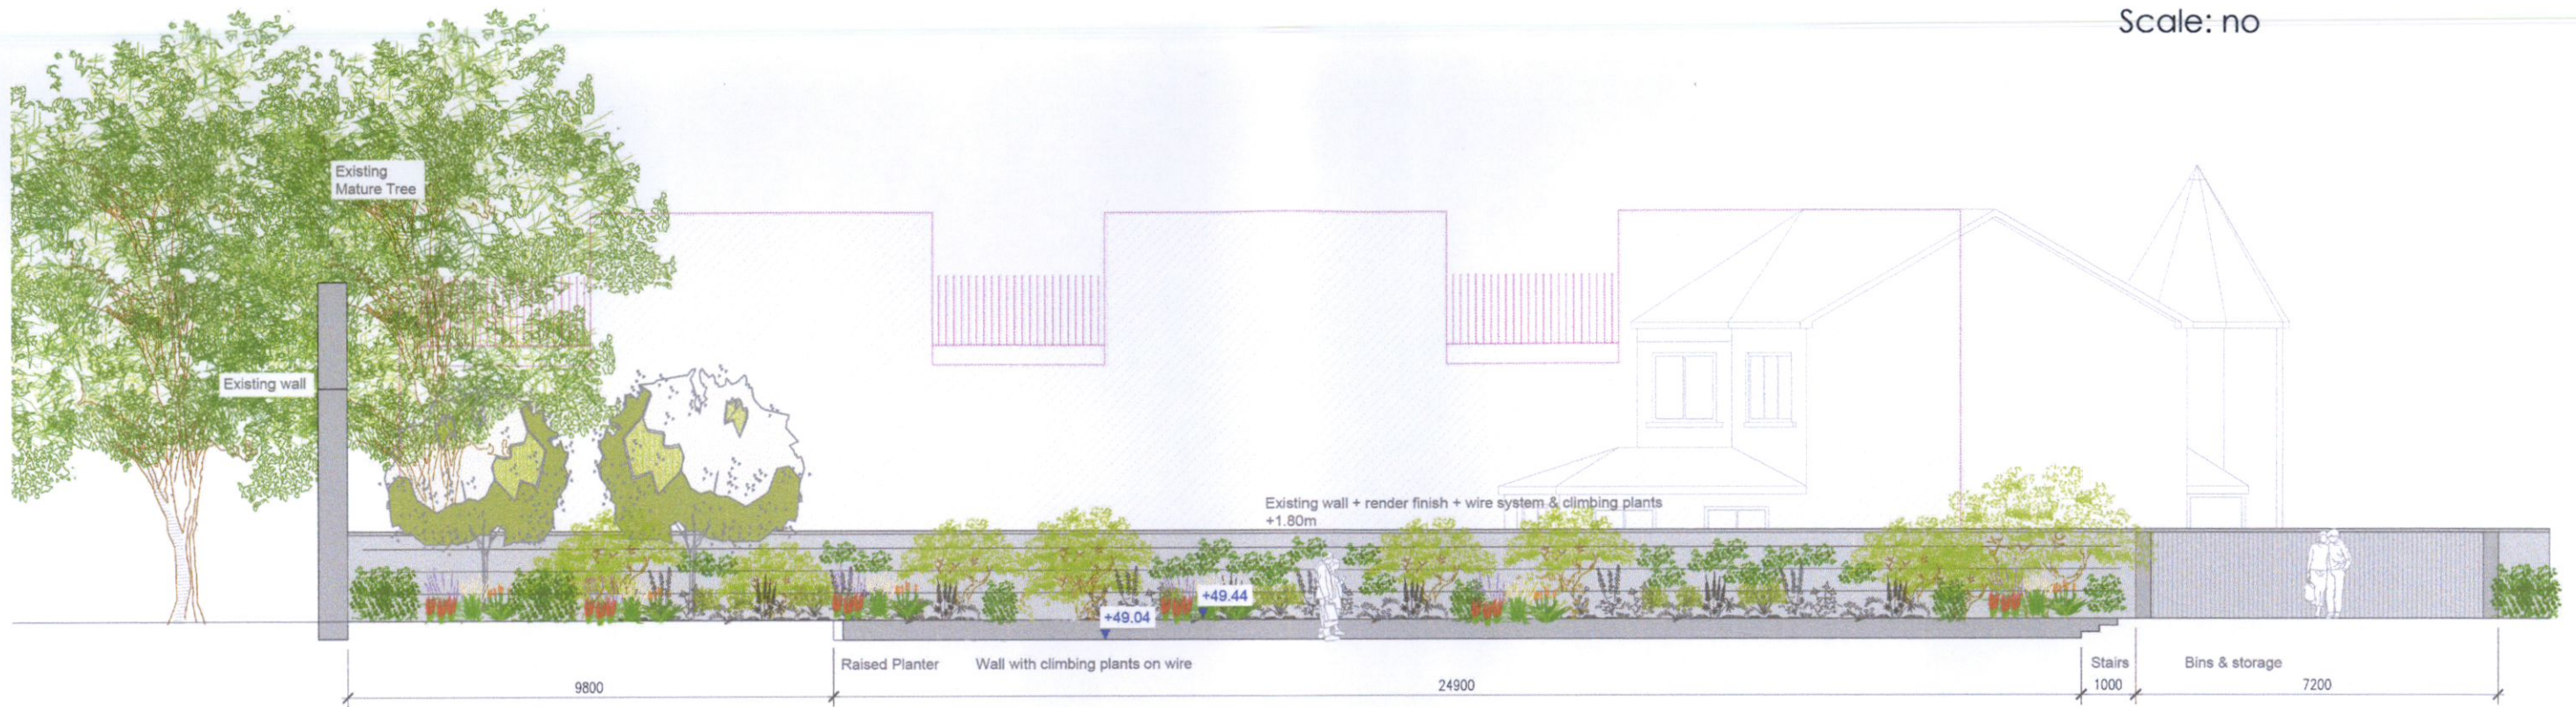 Scale: no
Existing
Mature Tree
Existing wall
Existing wall + render finish + wire system & climbing plants
+1.80m
+49.44
+49.04
Raised Planter
Wall with climbing plants on wire
Stairs
Bins & storage
9800
24900
1000
7200